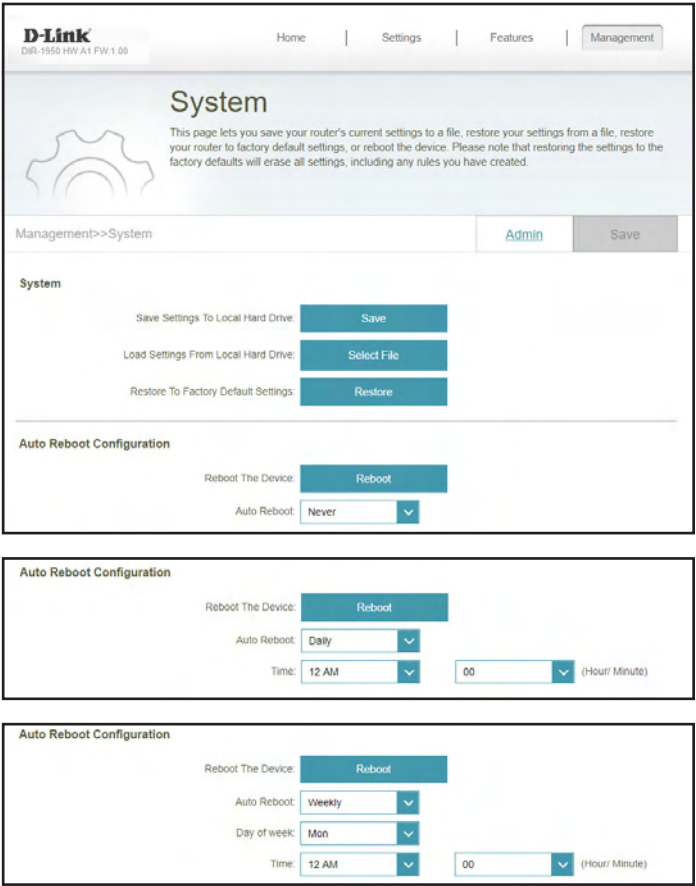 D-Link
DIR-1950 HW:A1 FW:1.00
Home | Settings | Features | Management
System
This page lets you save your router's current settings to a file, restore your settings from a file, restore
your router to factory default settings, or reboot the device. Please note that restoring the settings to the
factory defaults will erase all settings, including any rules you have created.
Management>>System
Admin
Save
System
Save Settings To Local Hard Drive: Save
Load Settings From Local Hard Drive: Select File
Restore To Factory Default Settings: Restore
Auto Reboot Configuration
Reboot The Device: Reboot
Auto Reboot: Never
Auto Reboot Configuration
Reboot The Device: Reboot
Auto Reboot: Daily
Time: 12 AM 00 (Hour/ Minute)
Auto Reboot Configuration
Reboot The Device: Reboot
Auto Reboot: Weekly
Day of week: Mon
Time: 12 AM 00 (Hour/ Minute)